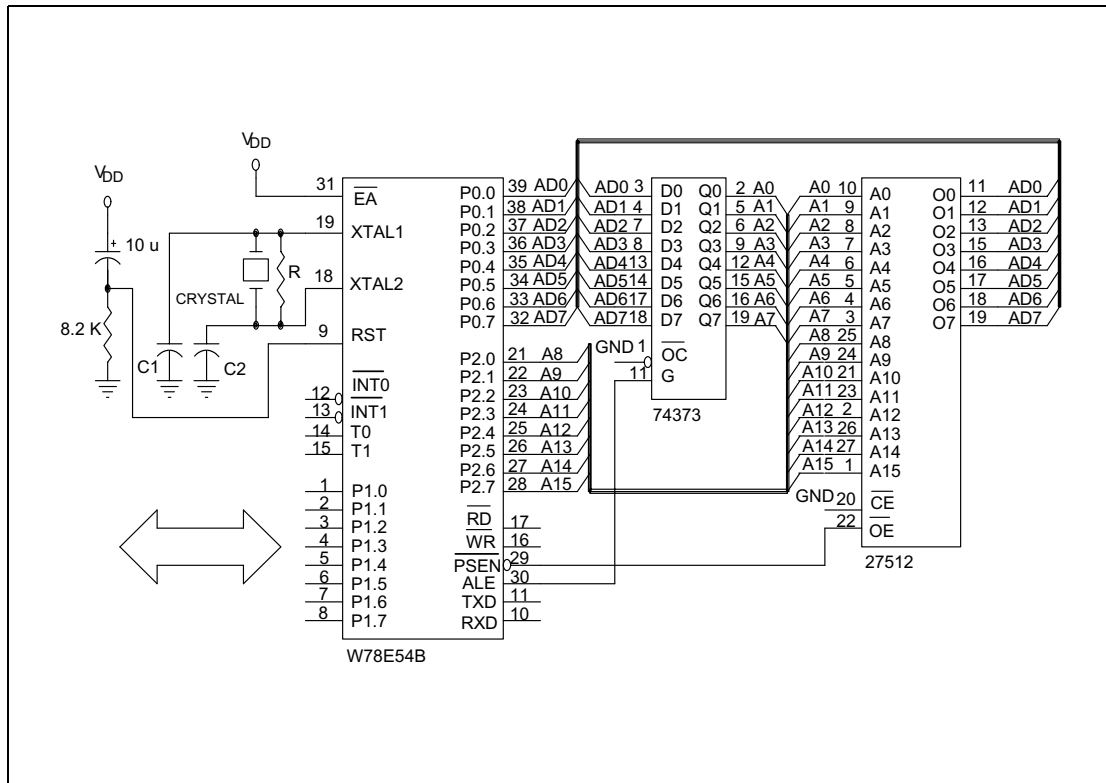 VDD
VDD
10 u
8.2 K
C1
C2
CRYSTAL
R
31
19
18
9
12
13
14
15
1
2
3
4
5
6
7
8
EA
XTAL1
XTAL2
RST
INT0
INT1
T0
T1
P1.0
P1.1
P1.2
P1.3
P1.4
P1.5
P1.6
P1.7
P0.0 39 AD0
P0.1 38 AD1
P0.2 37 AD2
P0.3 36 AD3
P0.4 35 AD4
P0.5 34 AD5
P0.6 33 AD6
P0.7 32 AD7
P2.0 21 A8
P2.1 22 A9
P2.2 23 A10
P2.3 24 A11
P2.4 25 A12
P2.5 26 A13
P2.6 27 A14
P2.7 28 A15
RD 17
WR 16
PSEN 29
ALE 30
TXD 11
RXD 10
W78E54B
AD0 3 D0 Q0 2 A0
AD1 4 D1 Q1 5 A1
AD2 7 D2 Q2 6 A2
AD3 8 D3 Q3 9 A3
AD4 13 D4 Q4 12 A4
AD5 14 D5 Q5 15 A5
AD6 17 D6 Q6 16 A6
AD7 18 D7 Q7 19 A7
GND 1 OC
11 G
74373
A0 10 A0 O0 11 AD0
A1 9 A1 O1 12 AD1
A2 8 A2 O2 13 AD2
A3 7 A3 O3 15 AD3
A4 6 A4 O4 16 AD4
A5 5 A5 O5 17 AD5
A6 4 A6 O6 18 AD6
A7 3 A7 O7 19 AD7
A8 25 A8
A9 24 A9
A10 21 A10
A11 23 A11
A12 2 A12
A13 26 A13
A14 27 A14
A15 1 A15
GND 20 CE
22 OE
27512